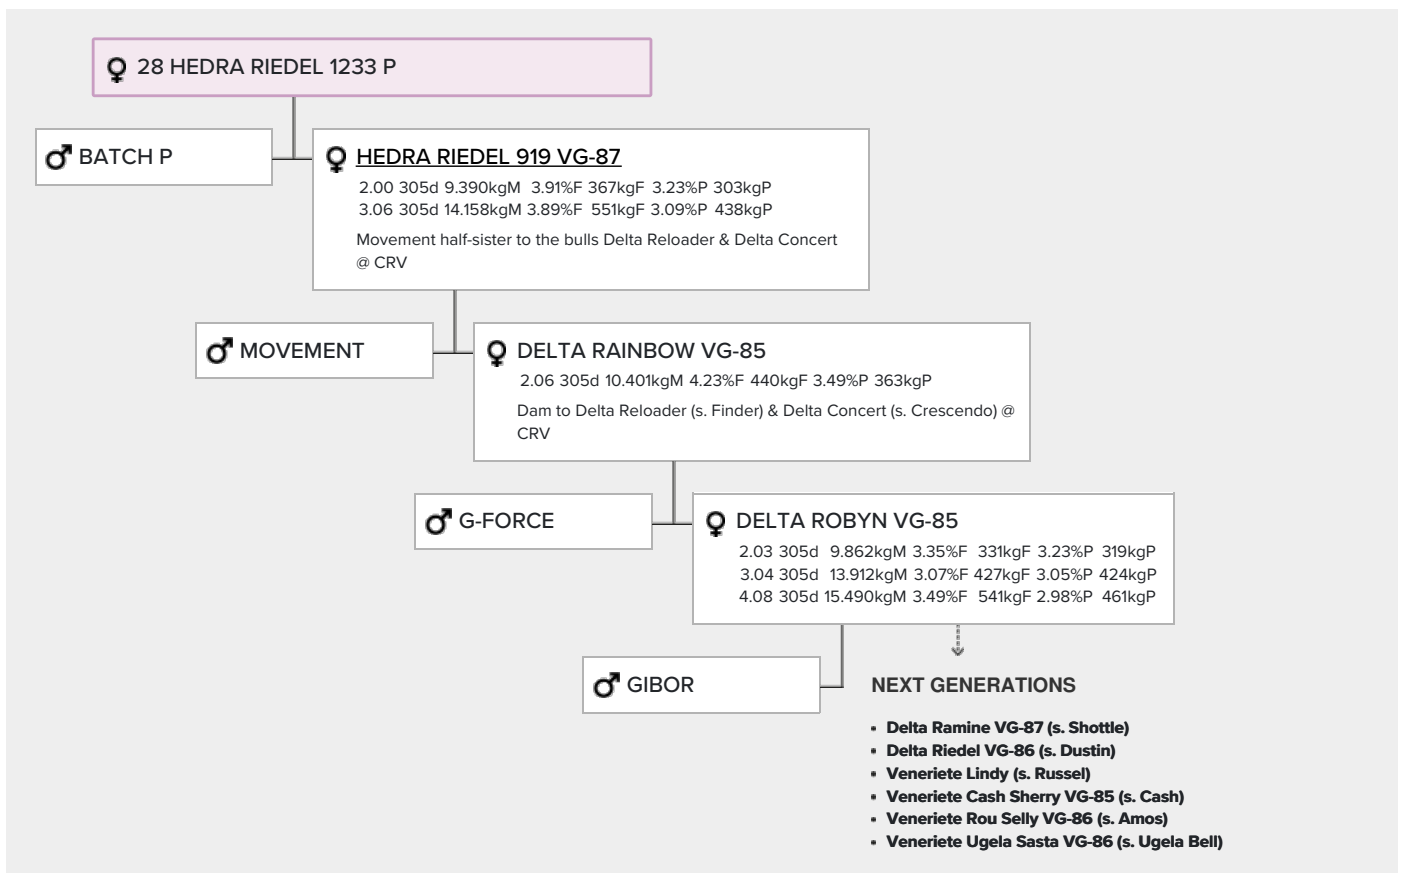 28 HEDRA RIEDEL 1233 P
BATCH P
HEDRA RIEDEL 919 VG-87
2.00 305d 9.390kgM 3.91%F 367kgF 3.23%P 303kgP
3.06 305d 14.158kgM 3.89%F 551kgF 3.09%P 438kgP
Movement half-sister to the bulls Delta Reloader & Delta Concert
@ CRV
MOVEMENT
DELTA RAINBOW VG-85
2.06 305d 10.401kgM 4.23%F 440kgF 3.49%P 363kgP
Dam to Delta Reloader (s. Finder) & Delta Concert (s. Crescendo) @
CRV
G-FORCE
DELTA ROBYN VG-85
2.03 305d 9.862kgM 3.35%F 331kgF 3.23%P 319kgP
3.04 305d 13.912kgM 3.07%F 427kgF 3.05%P 424kgP
4.08 305d 15.490kgM 3.49%F 541kgF 2.98%P 461kgP
GIBOR
NEXT GENERATIONS
• Delta Ramine VG-87 (s. Shottle)
• Delta Riedel VG-86 (s. Dustin)
• Veneriete Lindy (s. Russel)
• Veneriete Cash Sherry VG-85 (s. Cash)
• Veneriete Rou Selly VG-86 (s. Amos)
• Veneriete Ugela Sasta VG-86 (s. Ugela Bell)